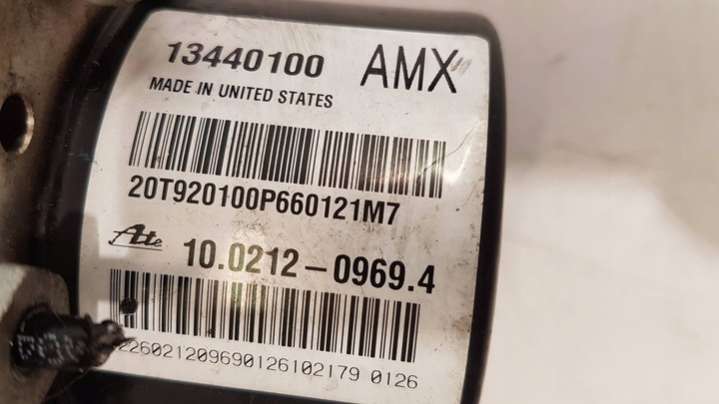 13440100 AMX
MADE IN UNITED STATES
20T920100P660121M7
Ate 10.0212-0969.4
2260212096901261021790126